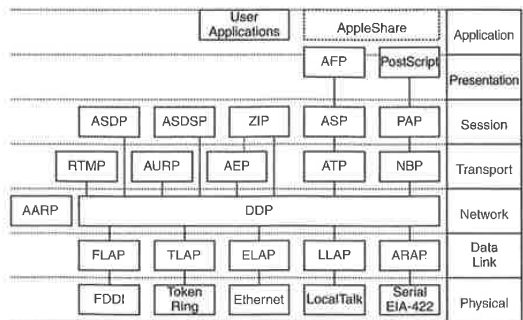 User
Applications
AppleShare
Application
AFP
PostScript
Presentation
ASDP
ASDSP
ZIP
ASP
PAP
Session
RTMP
AURP
AEP
ATP
NBP
Transport
AARP
DDP
Network
FLAP
TLAP
ELAP
LLAP
ARAP
Data
Link
FDDI
Token
Ring
Ethernet
LocalTalk
Serial
EIA-422
Physical